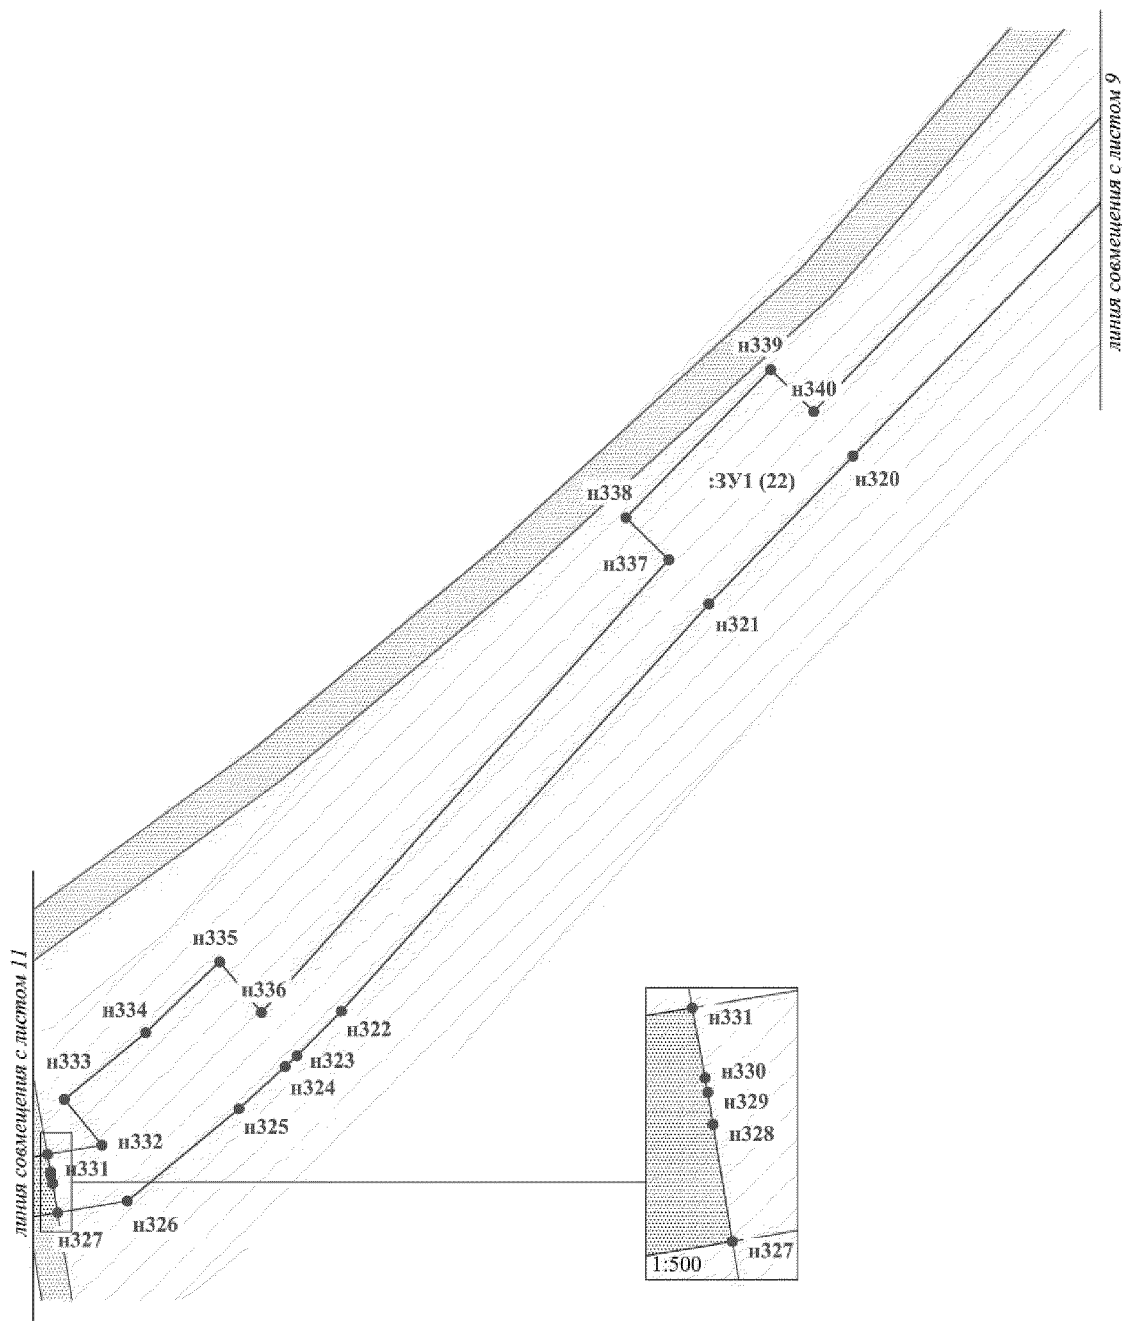 линия совмещения с листом 9
н339
н340
:ЗУ1 (22)
н320
н338
н337
н321
линия совмещения с листом 11
н335
н336
н334
н322
н333
н323
н324
н325
н332
н331
н326
н327
н331
н330
н329
н328
н327
1:500